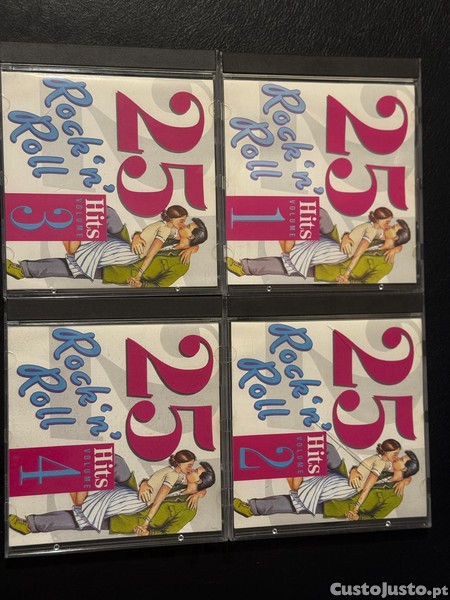 25
Rock 'n'
Roll
Hits
VOLUME
3
25
Rock 'n'
Roll
Hits
VOLUME
1
25
Rock 'n'
Roll
Hits
VOLUME
4
25
Rock 'n'
Roll
Hits
VOLUME
2
CustoJusto.pt